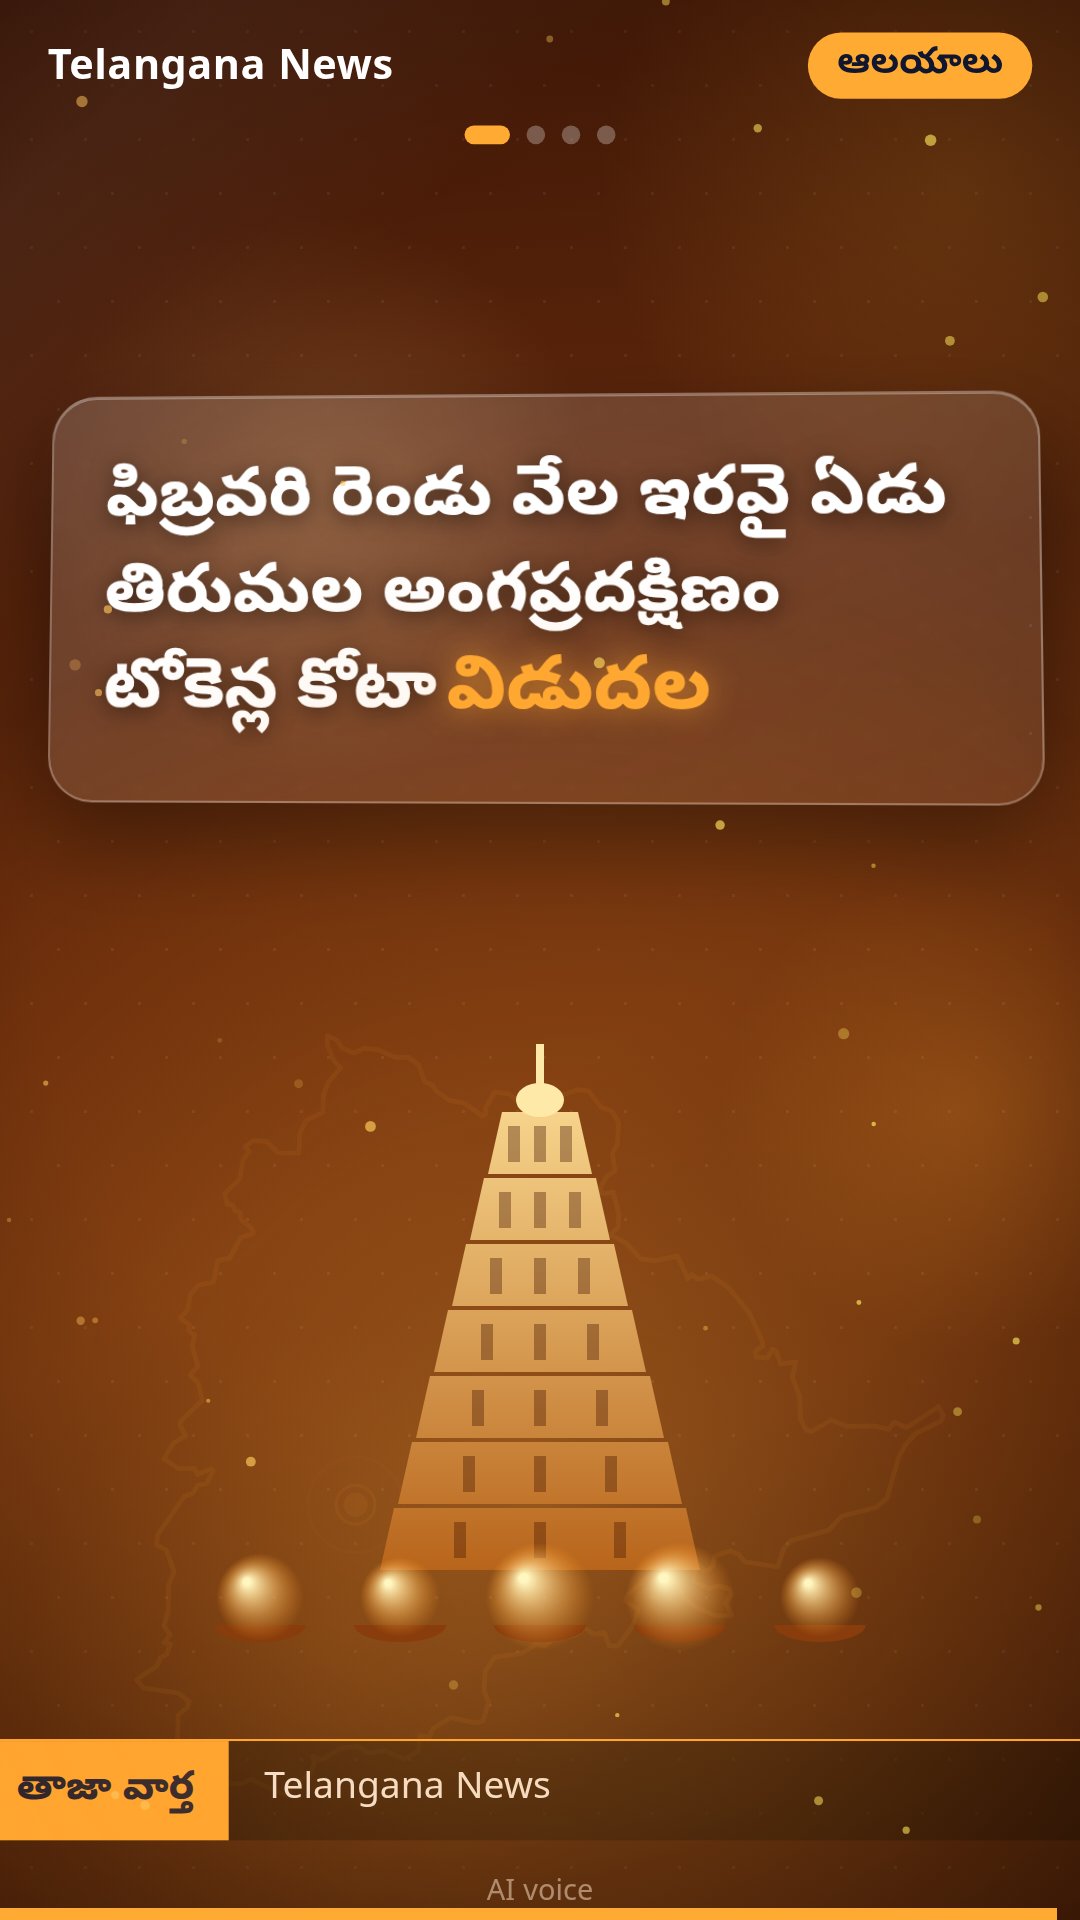 Telangana News
ఆలయాలు
ఫిబ్రవరి రెండు వేల ఇరవై ఏడు
తిరుమల అంగప్రదక్షిణం
టోకెన్ల కోటా విడుదల
తాజా వార్త
Telangana News
AI voice